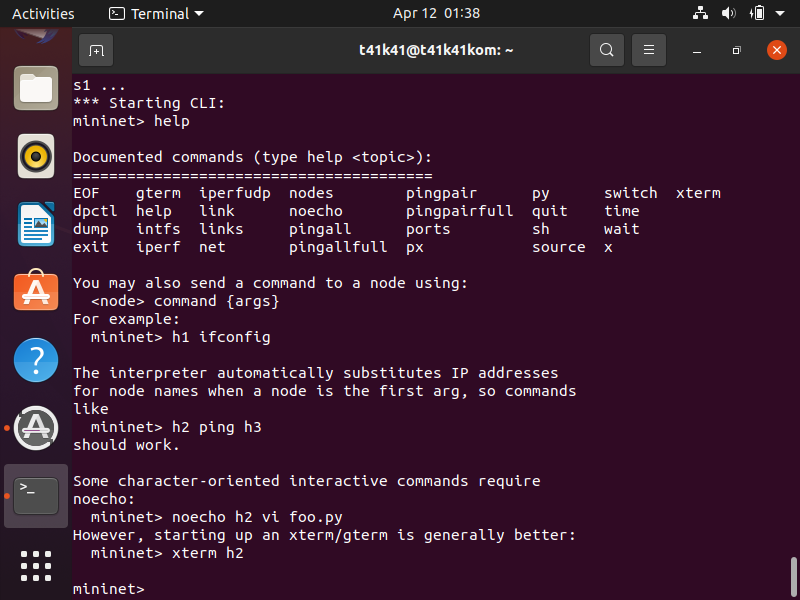 Activities Terminal Apr 12 01:38
t41k41@t41k41kom: ~
s1 ...
*** Starting CLI:
mininet> help
Documented commands (type help <topic>):
========================================
EOF gterm iperfudp nodes pingpair py switch xterm
dpctl help link noecho pingpairfull quit time
dump intfs links pingall ports sh wait
exit iperf net pingallfull px source x
You may also send a command to a node using:
<node> command {args}
For example:
mininet> h1 ifconfig
The interpreter automatically substitutes IP addresses
for node names when a node is the first arg, so commands
like
mininet> h2 ping h3
should work.
Some character-oriented interactive commands require
noecho:
mininet> noecho h2 vi foo.py
However, starting up an xterm/gterm is generally better:
mininet> xterm h2
mininet>